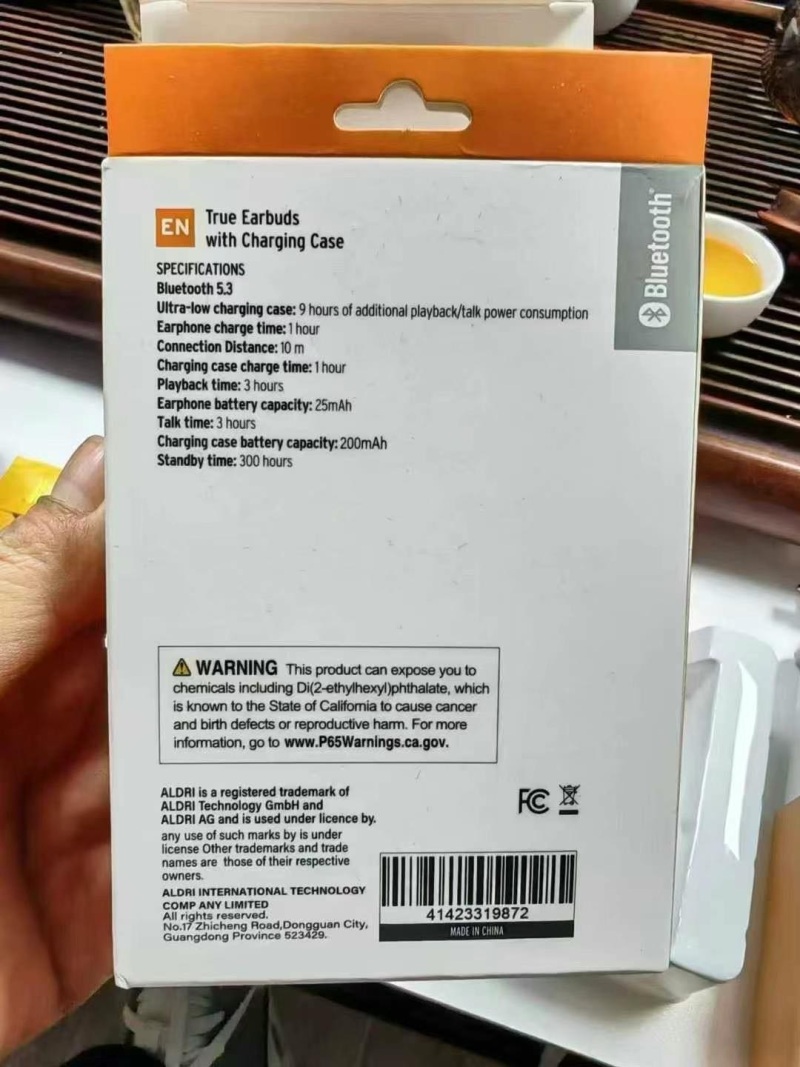 EN
True Earbuds
with Charging Case
Bluetooth®
SPECIFICATIONS
Bluetooth 5.3
Ultra-low charging case: 9 hours of additional playback/talk power consumption
Earphone charge time: 1 hour
Connection Distance: 10 m
Charging case charge time: 1 hour
Playback time: 3 hours
Earphone battery capacity: 25mAh
Talk time: 3 hours
Charging case battery capacity: 200mAh
Standby time: 300 hours
WARNING This product can expose you to
chemicals including Di(2-ethylhexyl)phthalate, which
is known to the State of California to cause cancer
and birth defects or reproductive harm. For more
information, go to www.P65Warnings.ca.gov.
ALDRI is a registered trademark of
ALDRI Technology GmbH and
ALDRI AG and is used under licence by.
any use of such marks by is under
license Other trademarks and trade
names are those of their respective
owners.
ALDRI INTERNATIONAL TECHNOLOGY
COMP ANY LIMITED
All rights reserved.
No.17 Zhicheng Road,Dongguan City,
Guangdong Province 523429.
FC
41423319872
MADE IN CHINA